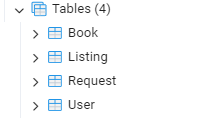 Tables (4)
Book
Listing
Request
User